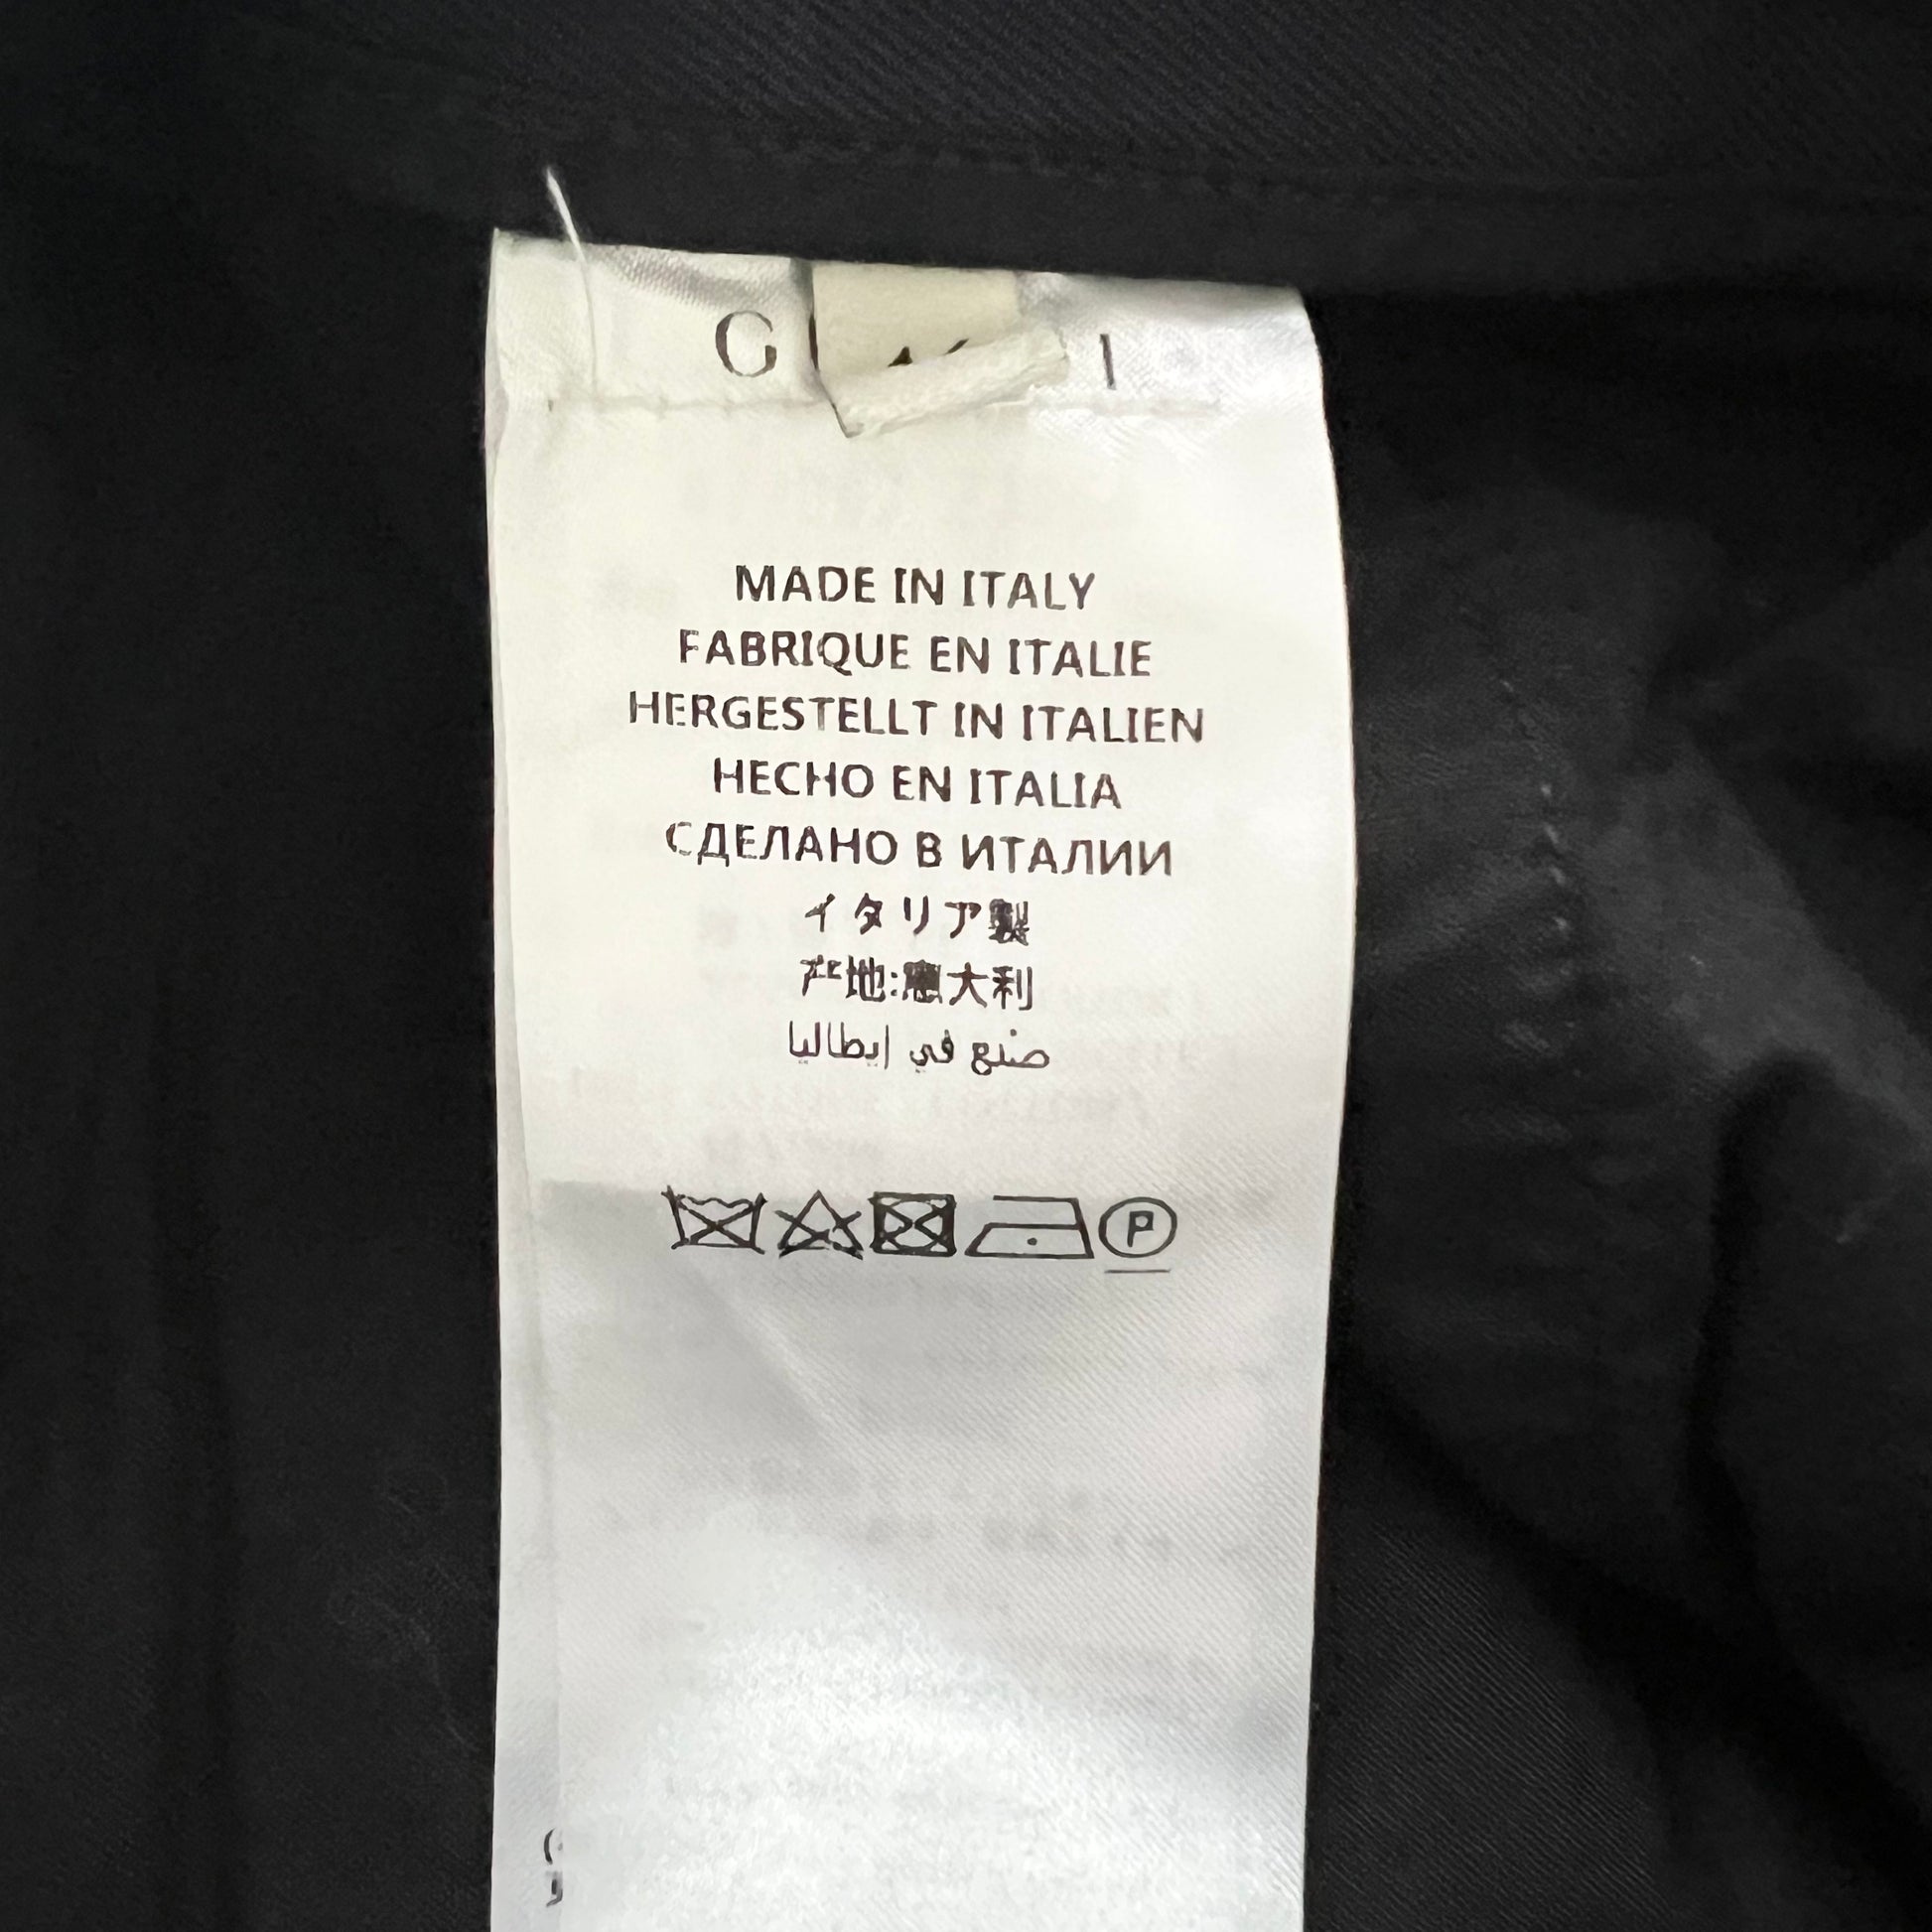 G I
MADE IN ITALY
FABRIQUE EN ITALIE
HERGESTELLT IN ITALIEN
HECHO EN ITALIA
СДЕЛАНО В ИТАЛИИ
イタリア製
产地:意大利
صنع في إيطاليا
P